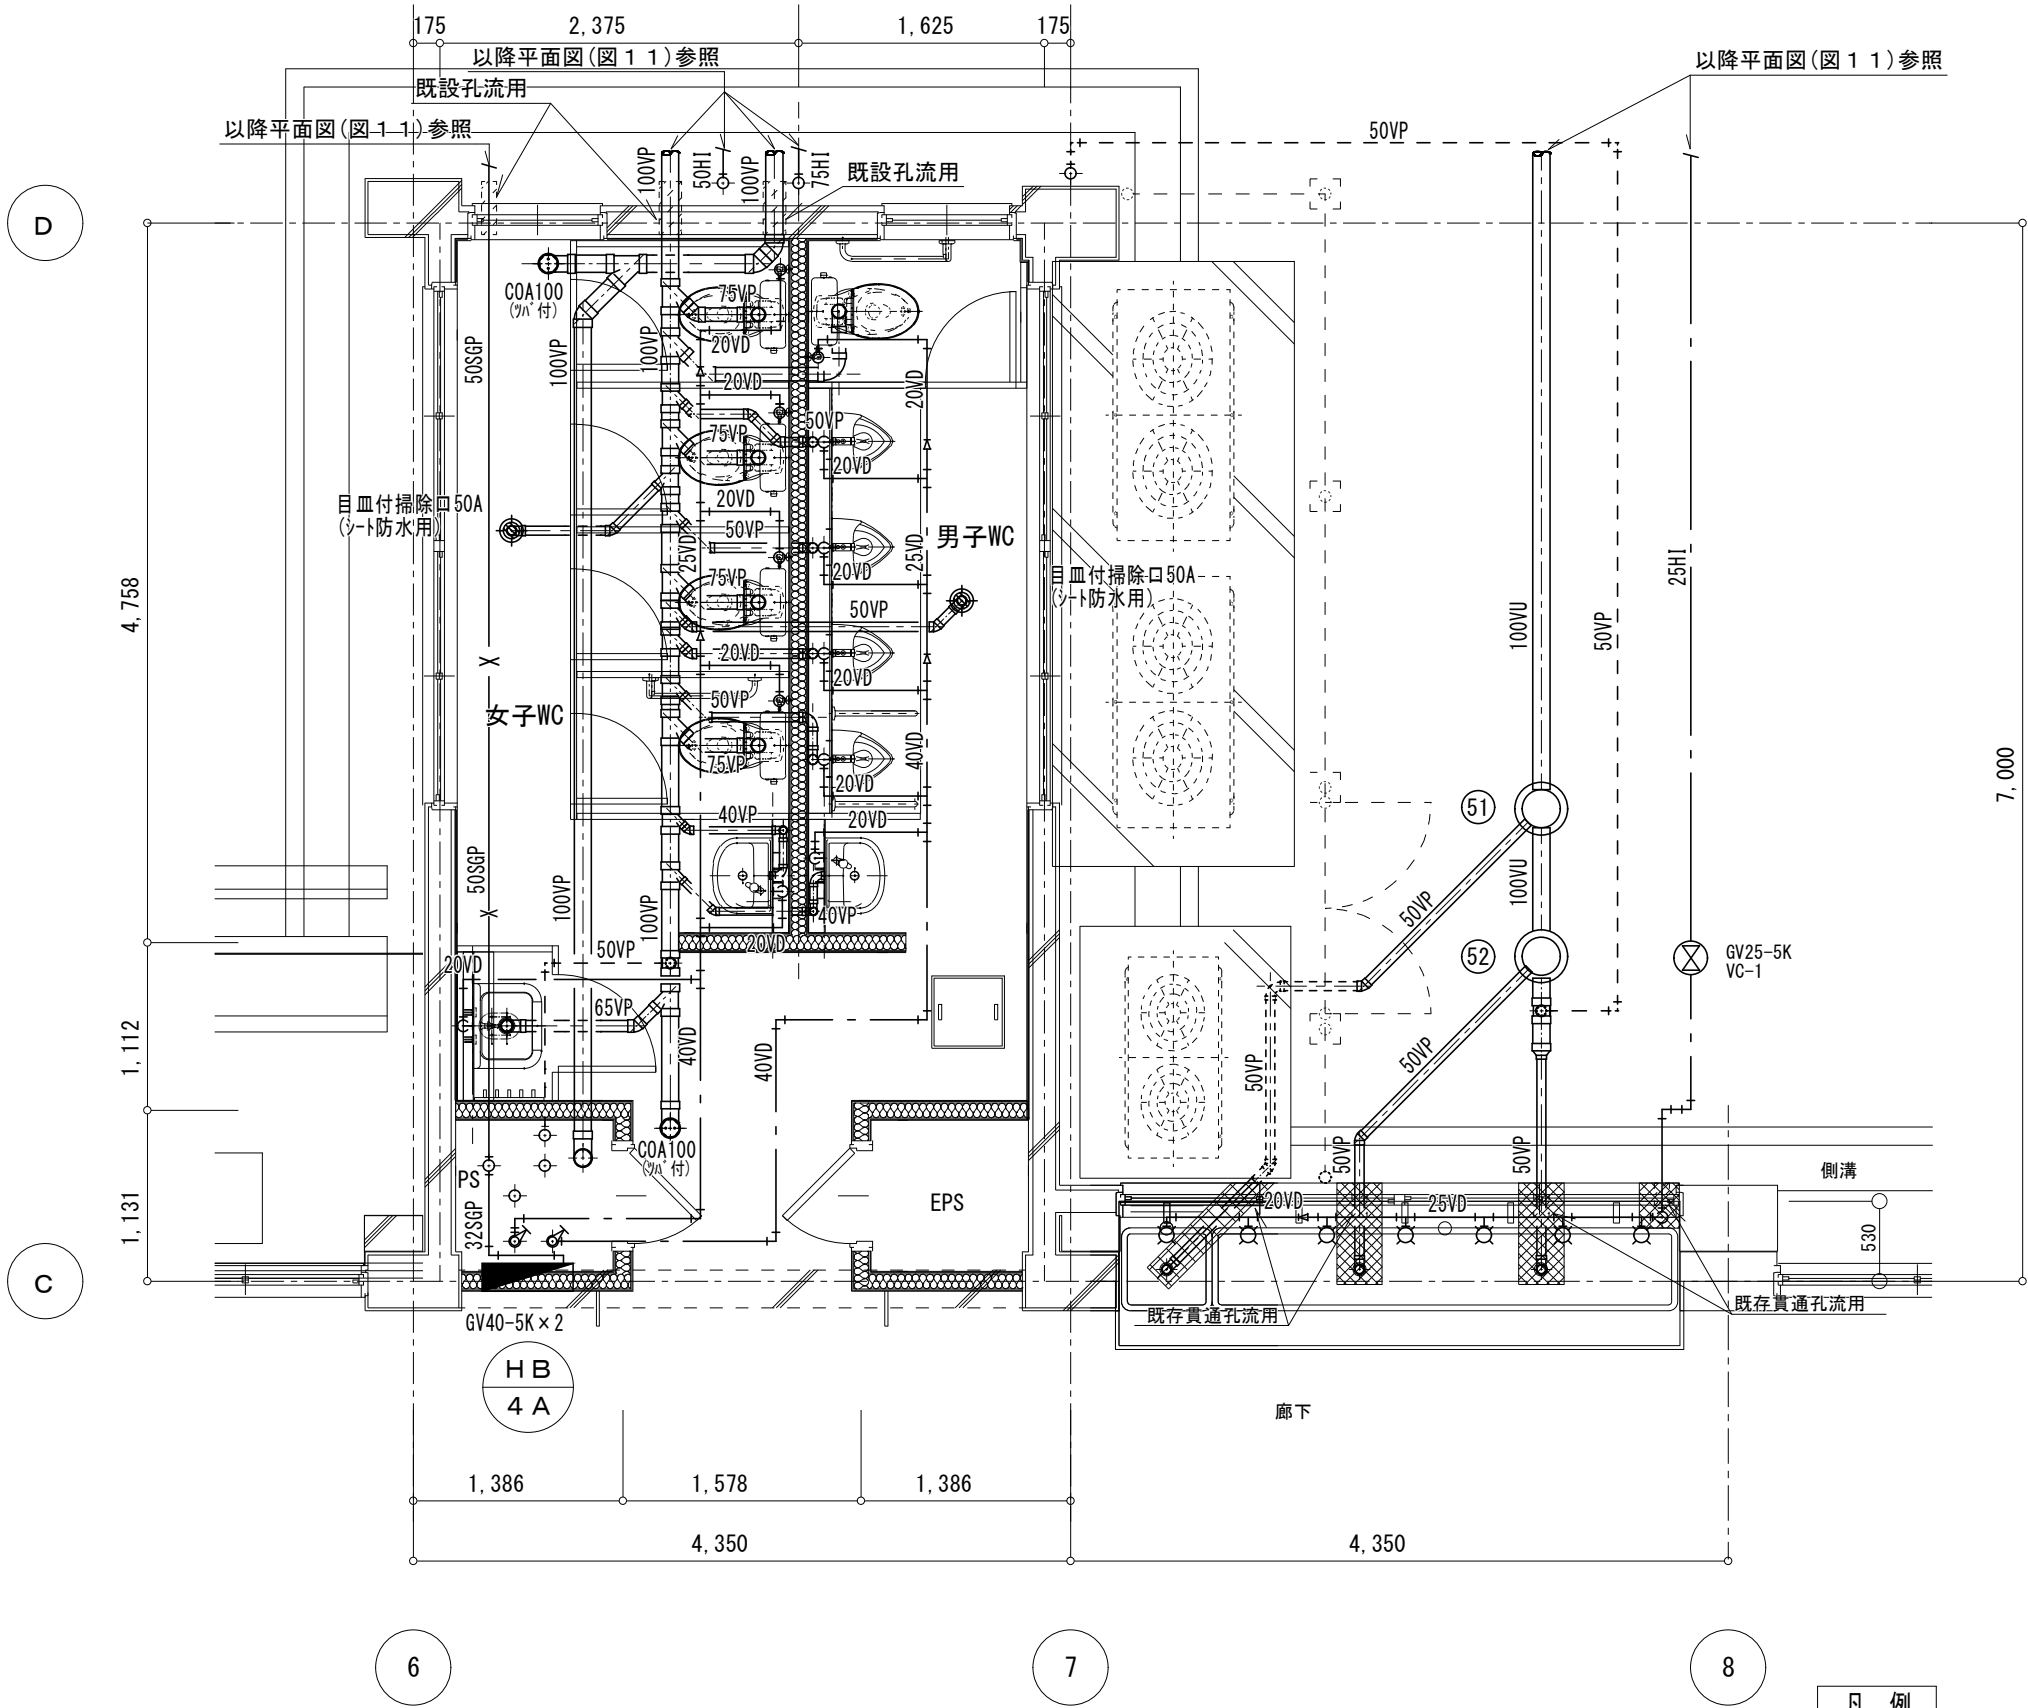 175
2,375
1,625
175
以降平面図(図１１)参照
以降平面図(図１１)参照
既設孔流用
以降平面図(図１１)参照
50VP
100VP
50HI
100VP
75HI
既設孔流用
D
COA100
(ﾂﾊﾞ付)
75VP
50SGP
100VP
100VP
20VD
20VD
20VD
50VP
75VP
20VD
目皿付掃除口50A
(ｼｰﾄ防水用)
20VD
50VP
25VD
男子WC
25VD
20VD
75VP
目皿付掃除口50A
(ｼｰﾄ防水用)
25HI
50VP
100VU
50VP
4,758
20VD
20VD
X
50VP
女子WC
40VD
75VP
20VD
7,000
51
40VP
20VD
50SGP
X
100VP
100VP
40VP
20VD
100VU
50VP
52
GV25-5K
VC-1
50VP
20VD
65VP
40VD
40VD
1,112
50VP
50VP
COA100
(ﾂﾊﾞ付)
50VP
50VP
側溝
PS
EPS
32SGP
20VD
25VD
1,131
530
C
GV40-5K×2
既存貫通孔流用
既存貫通孔流用
HB
4A
廊下
1,386
1,578
1,386
4,350
4,350
6
7
8
凡 例